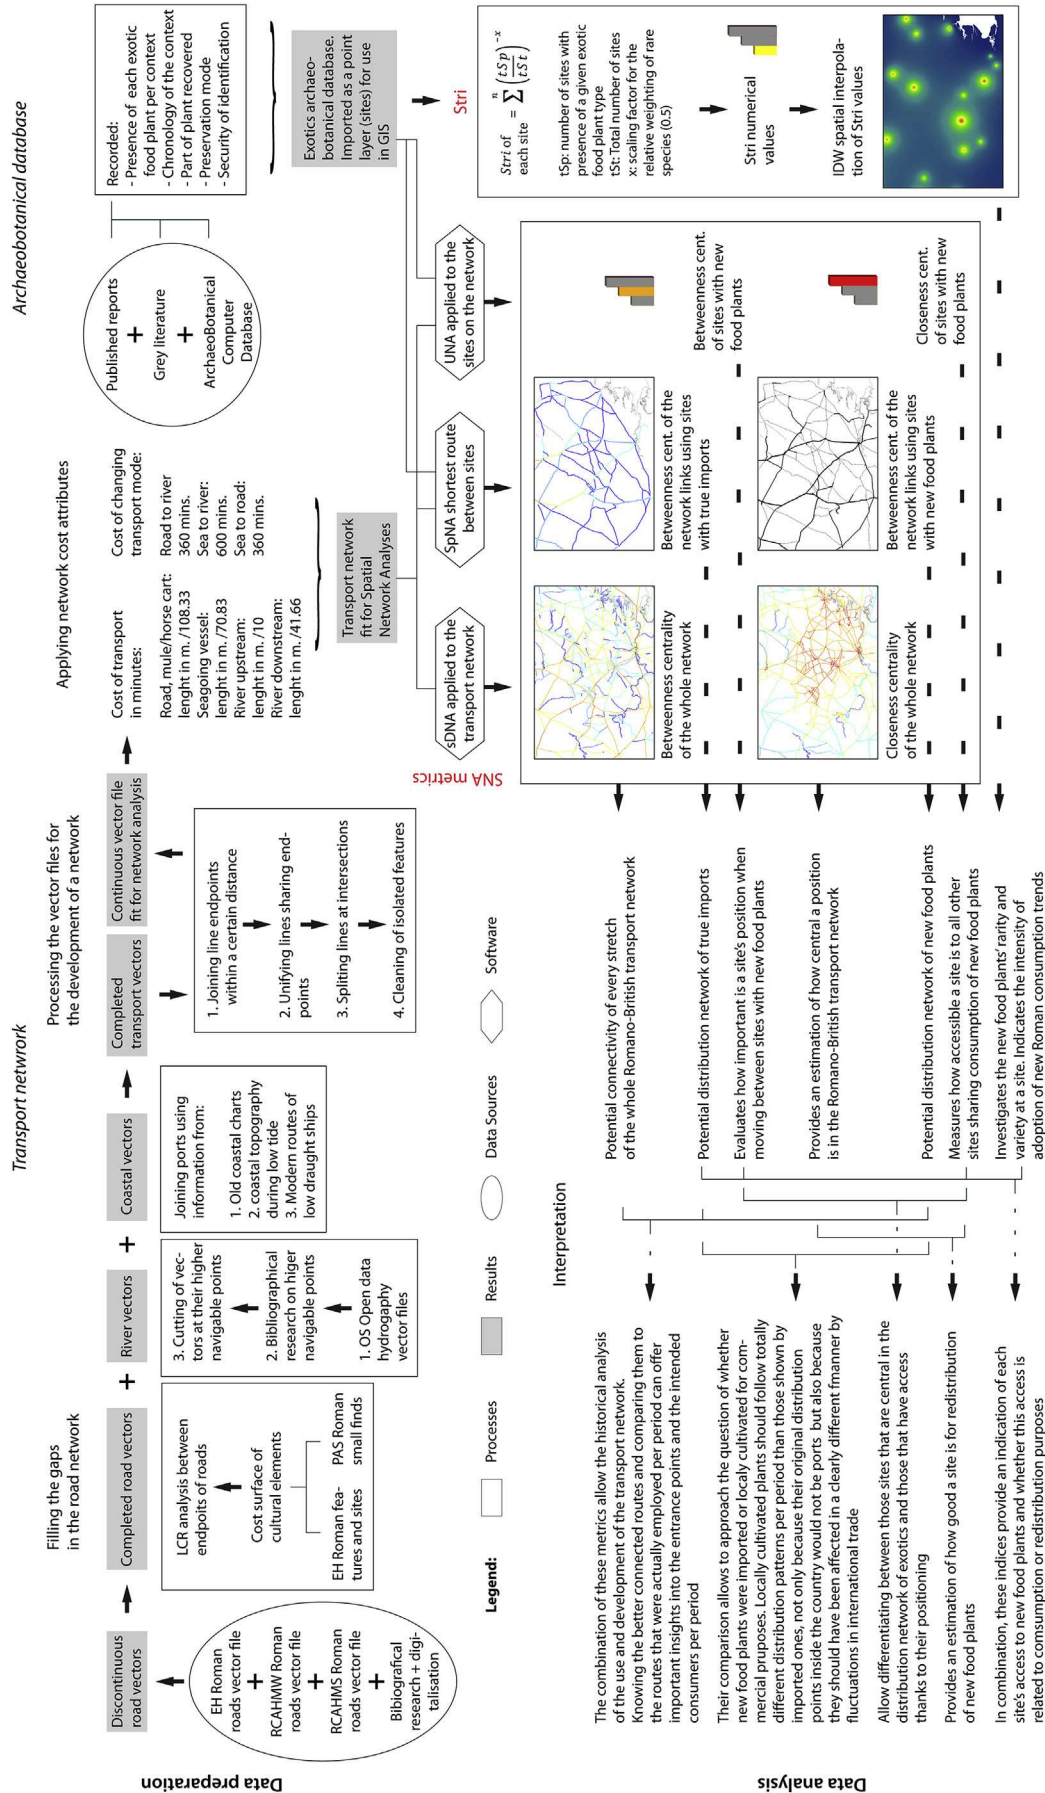 Transport netwrork
Archaeobotanical database
Data preparation
Filling the gaps
in the road network
Processing the vector files for
the development of a network
Applying network cost attributes
Discontinuous
road vectors
EH Roman
roads vector file
+
RCAHMW Roman
roads vector file
+
RCAHMS Roman
roads vector file
+
Bibiografical
research + digi-
talisation
Completed road vectors
LCR analysis between
endpoits of roads
Cost surface of
cultural elements
EH Roman fea-
tures and sites
PAS Roman
small finds
+
River vectors
3. Cutting of vec-
tors at their higher
navigable points
2. Bibliographical
research on higer
navigable points
1. OS Open data
hydrogaphy
vector files
+
Coastal vectors
Joining ports using
information from:
1. Old coastal charts
2. coastal topography
during low tide
3. Modern routes of
low draught ships
Completed
transport vectors
Continuous vector file
fit for network analysis
1. Joining line endpoints
within a certain distance
2. Unifying lines sharing end-
points
3. Spliting lines at intersections
4. Cleaning of isolated features
Cost of transport
in minutes:
Road, mule/horse cart:
lenght in m. /108.33
Seagoing vessel:
lenght in m. /70.83
River upstream:
lenght in m. /10
River downstream:
lenght in m. /41.66
Cost of changing
transport mode:
Road to river
360 mins.
Sea to river:
600 mins.
Sea to road:
360 mins.
Transport network
fit for Spatial
Network Analyses
Published reports
+
Grey literature
+
ArchaeoBotanical
Computer
Database
Recorded:
- Presence of each exotic
food plant per context
- Chronology of the context
- Part of plant recovered
- Preservation mode
- Security of identification
Exotics archaeo-
botanical database.
Imported as a point
layer (sites) for use
in GIS
Legend:
Processes
Results
Data Sources
Software
SNA metrics
sDNA applied to the
transport network
SpNA shortest route
between sites
UNA applied to the
sites on the network
Stri
Stri of
each site = n Σ (tSp/tSt)^-x
tSp: number of sites with
presence of a given exotic
food plant type
tSt: Total number of sites
x: scaling factor for the
relative weighting of rare
species (0.5)
Stri numerical
values
IDW spatial interpola-
tion of Stri values
Betweenness centrality
of the whole network
Betweenness cent. of the
network links using sites
with true imports
Betweenness cent.
of sites with new
food plants
Closeness centrality
of the whole network
Betweenness cent. of the
network links using sites
with new food plants
Closeness cent.
of sites with new
food plants
Data analysis
Interpretation
Potential connectivity of every stretch
of the whole Romano-British transport network
Potential distribution network of true imports
Evaluates how important is a site's position when
moving between sites with new food plants
Provides an estimation of how central a position
is in the Romano-British transport network
Potential distribution network of new food plants
Measures how accessible a site is to all other
sites sharing consumption of new food plants
Investigates the new food plants' rarity and
variety at a site. Indicates the intensity of
adoption of new Roman consumption trends
The combination of these metrics allow the historical analysis
of the use and development of the transport network.
Knowing the better connected routes and comparing them to
the routes that were actually employed per period can offer
important insights into the entrance points and the intended
consumers per period
Their comparison allows to approach the question of whether
new food plants were imported or localy cultivated for com-
mercial pruposes. Locally cultivated plants should follow totally
different distribution patterns per period than those shown by
imported ones, not only because their original distribution
points inside the country would not be ports but also because
they should have been affected in a clearly different fmanner by
fluctuations in international trade
Allow differentiating between those sites that are central in the
distribution network of exotics and those that have access
thanks to their positioning
Provides an estimation of how good a site is for redistribution
of new food plants
In combination, these indices provide an indication of each
site's access to new food plants and whether this access is
related to consumption or redistribution purposes